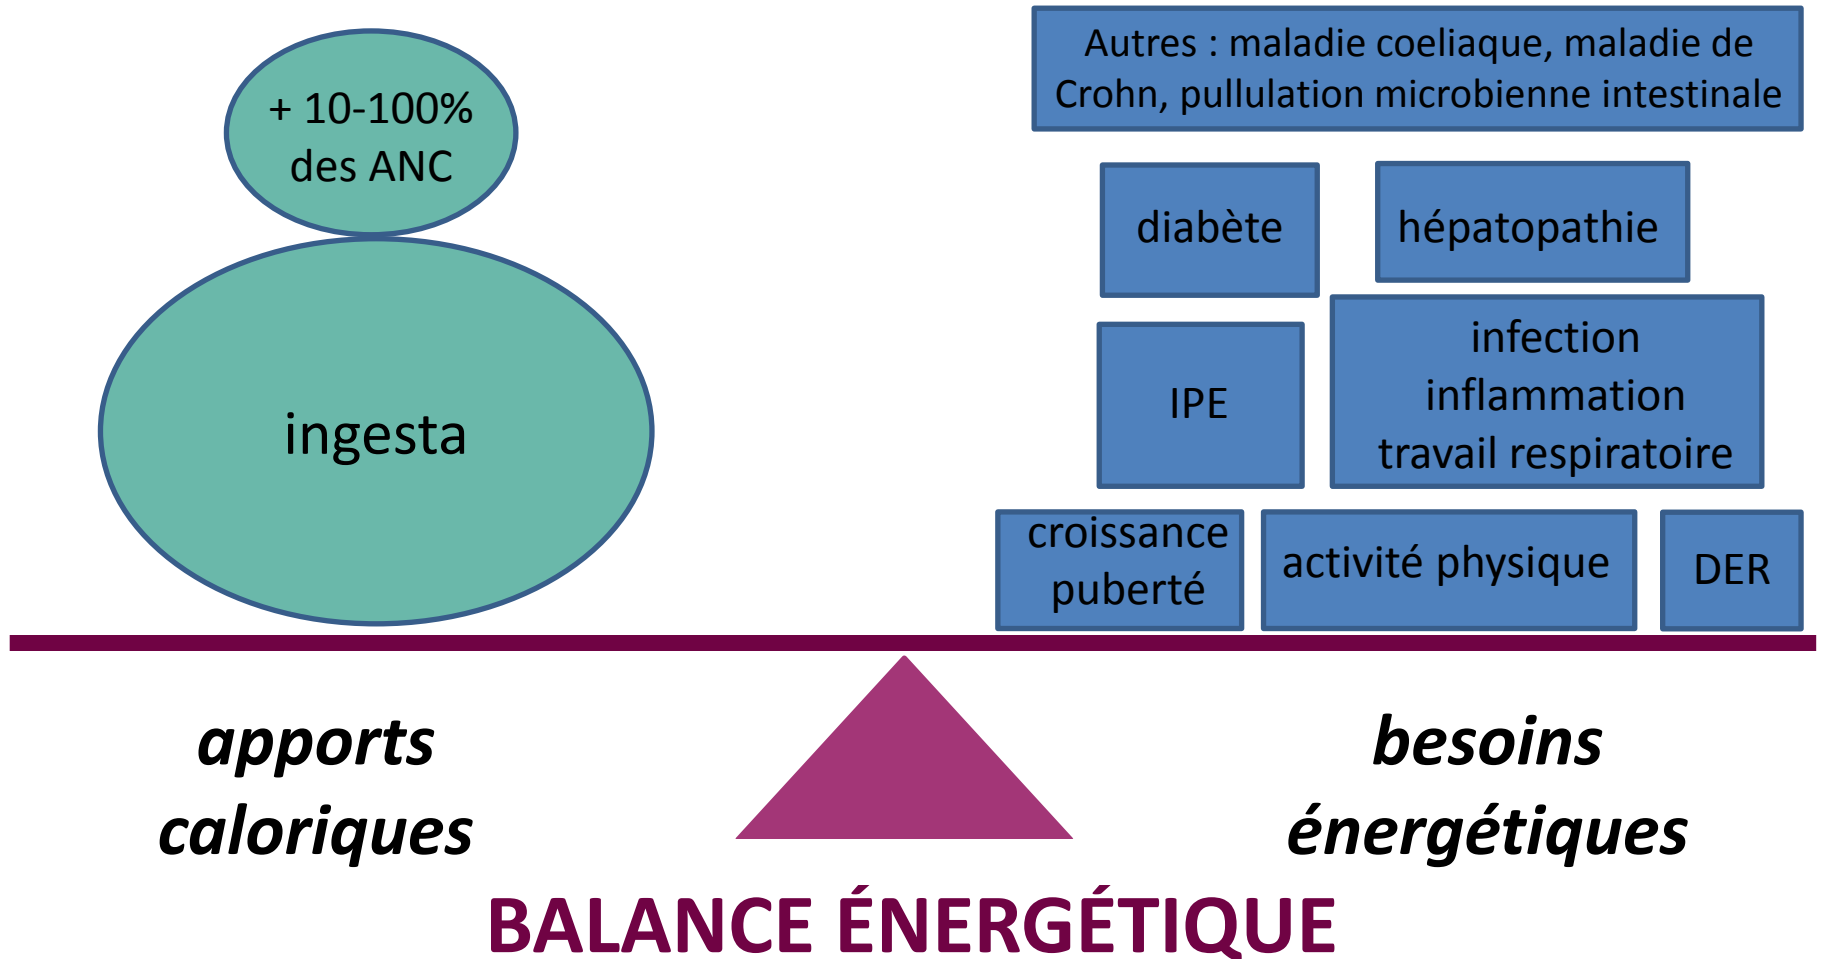 + 10-100%
des ANC
ingesta
Autres : maladie coeliaque, maladie de
Crohn, pullulation microbienne intestinale
diabète
hépatopathie
IPE
infection
inflammation
travail respiratoire
croissance
puberté
activité physique
DER
apports
caloriques
besoins
énergétiques
BALANCE ÉNERGÉTIQUE